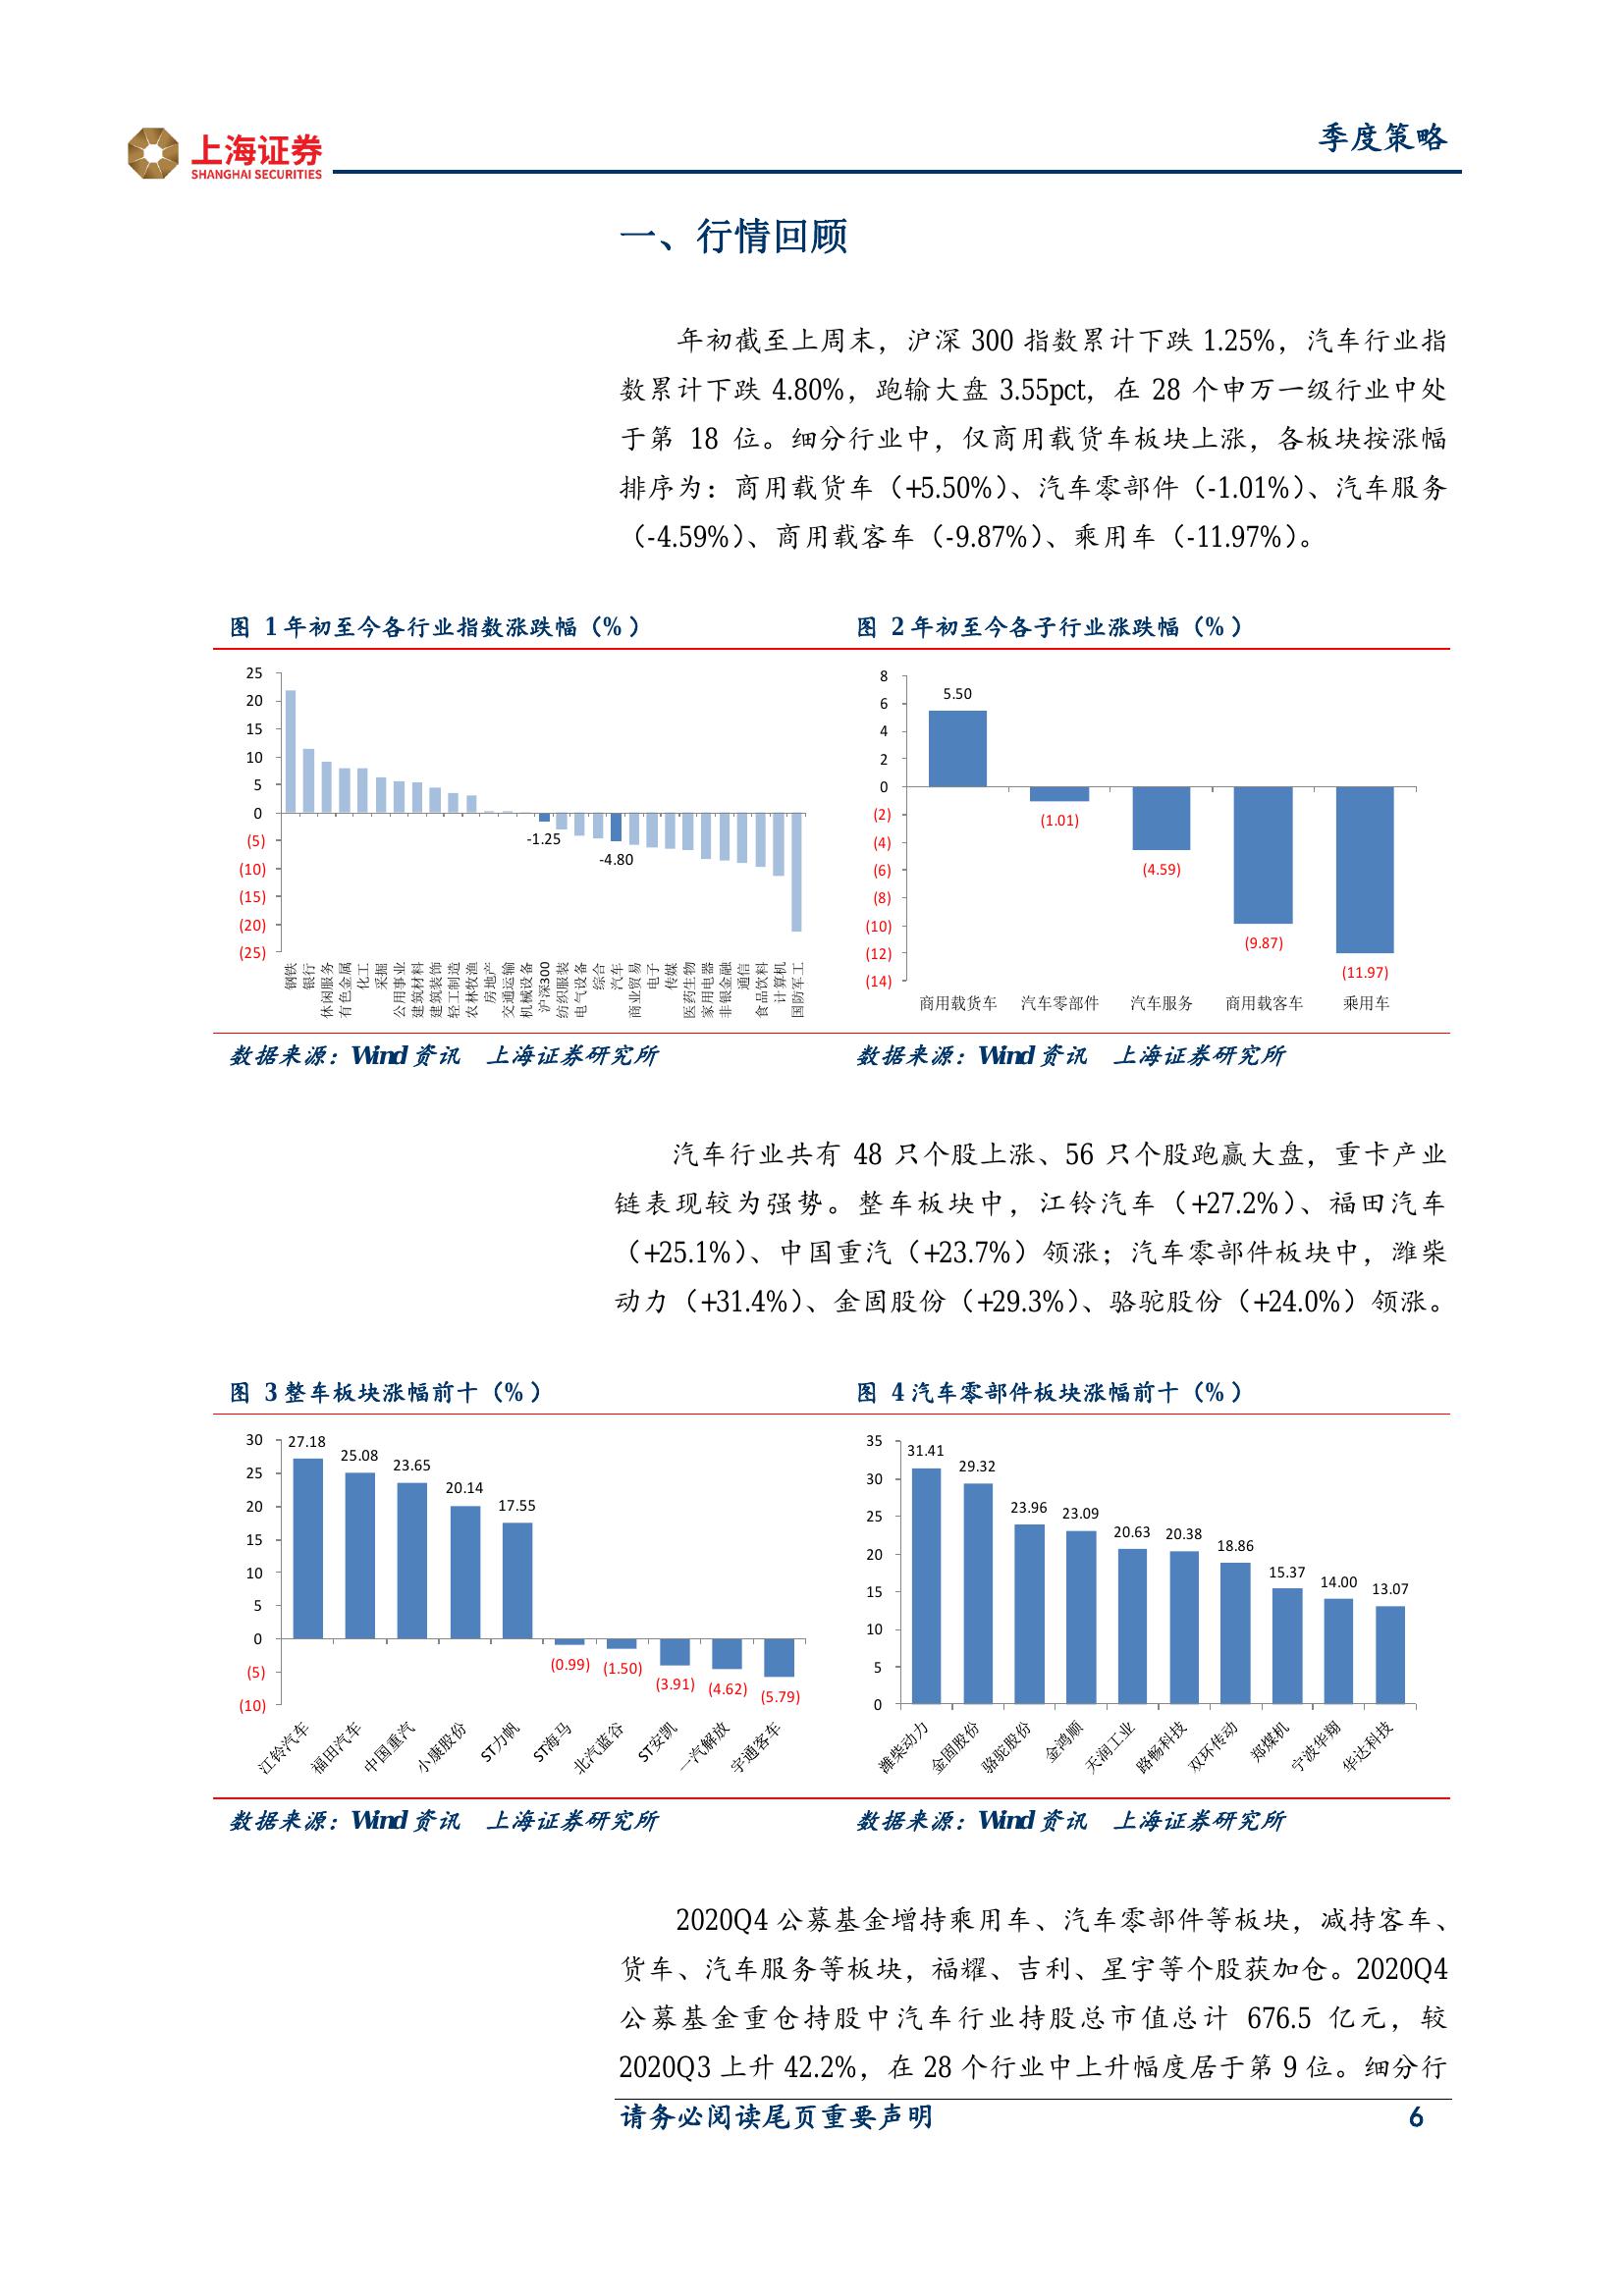 上海证券
SHANGHAI SECURITIES
季度策略
一、行情回顾
年初截至上周末，沪深 300 指数累计下跌 1.25%，汽车行业指
数累计下跌 4.80%，跑输大盘 3.55pct，在 28 个申万一级行业中处
于第 18 位。细分行业中，仅商用载货车板块上涨，各板块按涨幅
排序为：商用载货车（+5.50%）、汽车零部件（-1.01%）、汽车服务
（-4.59%）、商用载客车（-9.87%）、乘用车（-11.97%）。
图 1 年初至今各行业指数涨跌幅（%）
25
20
15
10
5
0
(5)
(10)
(15)
(20)
(25)
-1.25
-4.80
钢铁
银行
休闲服务
有色金属
化工
采掘
公用事业
建筑材料
建筑装饰
轻工制造
农林牧渔
房地产
交通运输
机械设备
沪深300
纺织服装
电气设备
综合
汽车
商业贸易
电子
传媒
医药生物
家用电器
非银金融
通信
食品饮料
计算机
国防军工
数据来源：Wind 资讯 上海证券研究所
图 2 年初至今各子行业涨跌幅（%）
8
6
4
2
0
(2)
(4)
(6)
(8)
(10)
(12)
(14)
5.50
(1.01)
(4.59)
(9.87)
(11.97)
商用载货车
汽车零部件
汽车服务
商用载客车
乘用车
数据来源：Wind 资讯 上海证券研究所
汽车行业共有 48 只个股上涨、56 只个股跑赢大盘，重卡产业
链表现较为强势。整车板块中，江铃汽车（+27.2%）、福田汽车
（+25.1%）、中国重汽（+23.7%）领涨；汽车零部件板块中，潍柴
动力（+31.4%）、金固股份（+29.3%）、骆驼股份（+24.0%）领涨。
图 3 整车板块涨幅前十（%）
30
25
20
15
10
5
0
(5)
(10)
27.18
25.08
23.65
20.14
17.55
(0.99)
(1.50)
(3.91)
(4.62)
(5.79)
江铃汽车
福田汽车
中国重汽
小康股份
ST力帆
ST海马
北汽蓝谷
ST安凯
一汽解放
宇通客车
数据来源：Wind 资讯 上海证券研究所
图 4 汽车零部件板块涨幅前十（%）
35
30
25
20
15
10
5
0
31.41
29.32
23.96
23.09
20.63
20.38
18.86
15.37
14.00
13.07
潍柴动力
金固股份
骆驼股份
金鸿顺
天润工业
路畅科技
双环传动
郑煤机
宁波华翔
华达科技
数据来源：Wind 资讯 上海证券研究所
2020Q4 公募基金增持乘用车、汽车零部件等板块，减持客车、
货车、汽车服务等板块，福耀、吉利、星宇等个股获加仓。2020Q4
公募基金重仓持股中汽车行业持股总市值总计 676.5 亿元，较
2020Q3 上升 42.2%，在 28 个行业中上升幅度居于第 9 位。细分行
请务必阅读尾页重要声明
6